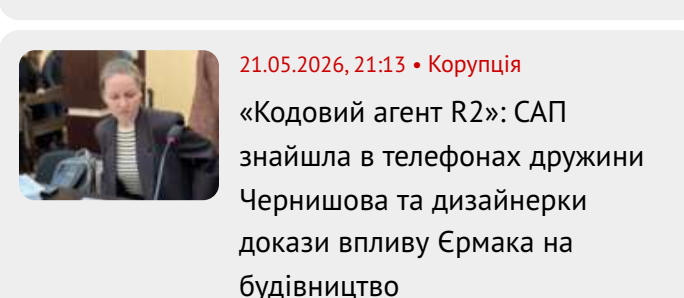 21.05.2026, 21:13 • Корупція
«Кодовий агент R2»: САП
знайшла в телефонах дружини
Чернишова та дизайнерки
докази впливу Єрмака на
будівництво